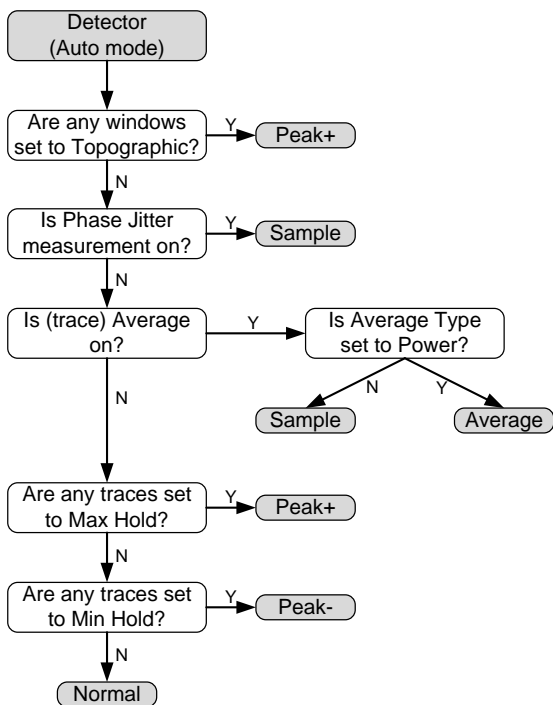 Detector
(Auto mode)
Are any windows
set to Topographic?
Y
Peak+
N
Is Phase Jitter
measurement on?
Y
Sample
N
Is (trace) Average
on?
Y
Is Average Type
set to Power?
N
Y
Sample
Average
N
Are any traces set
to Max Hold?
Y
Peak+
N
Are any traces set
to Min Hold?
Y
Peak-
N
Normal